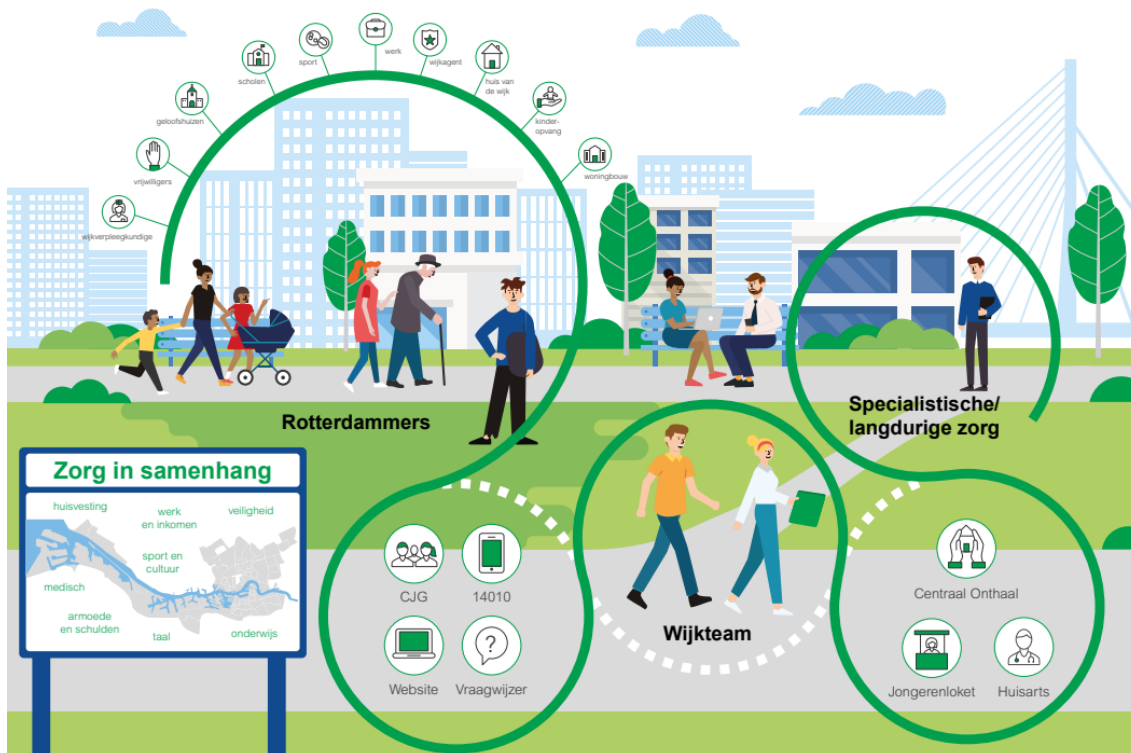 werk
sport
wijkagent
scholen
huis van
de wijk
geloofshuizen
kinder-
opvang
vrijwilligers
woningbouw
wijkverpleegkundige
Rotterdammers
Specialistische/
langdurige zorg
Zorg in samenhang
huisvesting
werk
en inkomen
veiligheid
sport en
cultuur
medisch
armoede
en schulden
taal
onderwijs
CJG
14010
Website
Vraagwijzer
Wijkteam
Centraal Onthaal
Jongerenloket
Huisarts
?